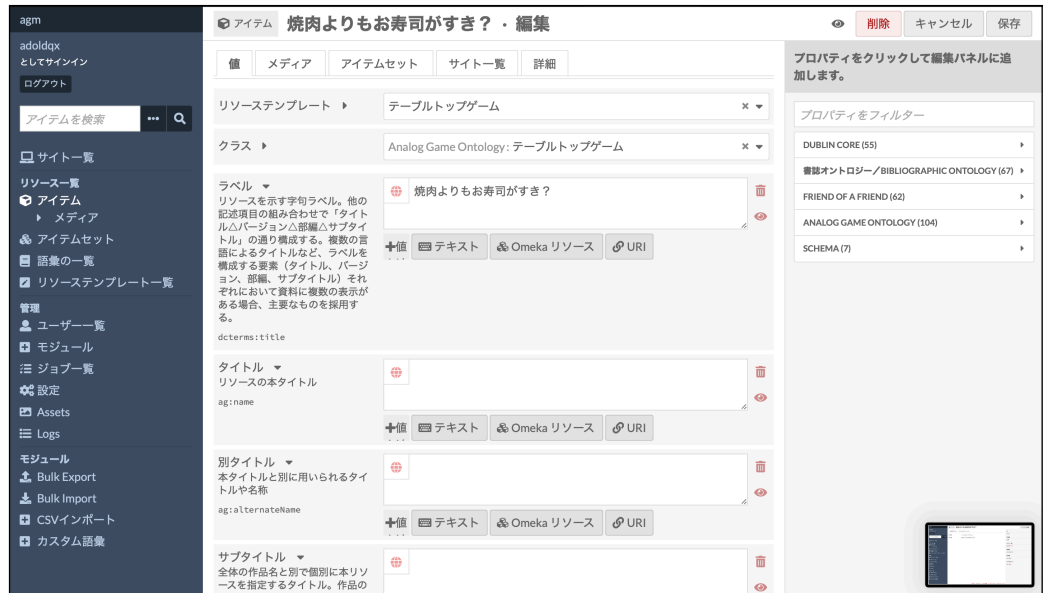 agm
adoldqx
としてサインイン
ログアウト
アイテムを検索
サイト一覧
リソース一覧
アイテム
メディア
アイテムセット
語彙の一覧
リソーステンプレート一覧
管理
ユーザー一覧
モジュール
ジョブ一覧
設定
Assets
Logs
モジュール
Bulk Export
Bulk Import
CSVインポート
カスタム語彙
アイテム 焼肉よりもお寿司がすき? · 編集
削除 キャンセル 保存
値 メディア アイテムセット サイト一覧 詳細
リソーステンプレート テーブルトップゲーム
クラス Analog Game Ontology : テーブルトップゲーム
ラベル
リソースを示す字句ラベル。他の
記述項目の組み合わせで「タイト
ル△バージョン△部編△サブタイ
トル」の通り構成する。複数の言
語によるタイトルなど、ラベルを
構成する要素(タイトル、バージ
ョン、部編、サブタイトル)それ
ぞれにおいて資料に複数の表示が
ある場合、主要なものを採用す
る。
dcterms:title
焼肉よりもお寿司がすき?
値 テキスト Omeka リソース URI
タイトル
リソースの本タイトル
ag:name
値 テキスト Omeka リソース URI
別タイトル
本タイトルと別に用いられるタイ
トルや名称
ag:alternateName
値 テキスト Omeka リソース URI
サブタイトル
全体の作品名と別で個別に本リソ
ースを指定するタイトル。作品の
プロパティをクリックして編集パネルに追
加します。
プロパティをフィルター
DUBLIN CORE (55)
書誌オントロジー/BIBLIOGRAPHIC ONTOLOGY (67)
FRIEND OF A FRIEND (62)
ANALOG GAME ONTOLOGY (104)
SCHEMA (7)